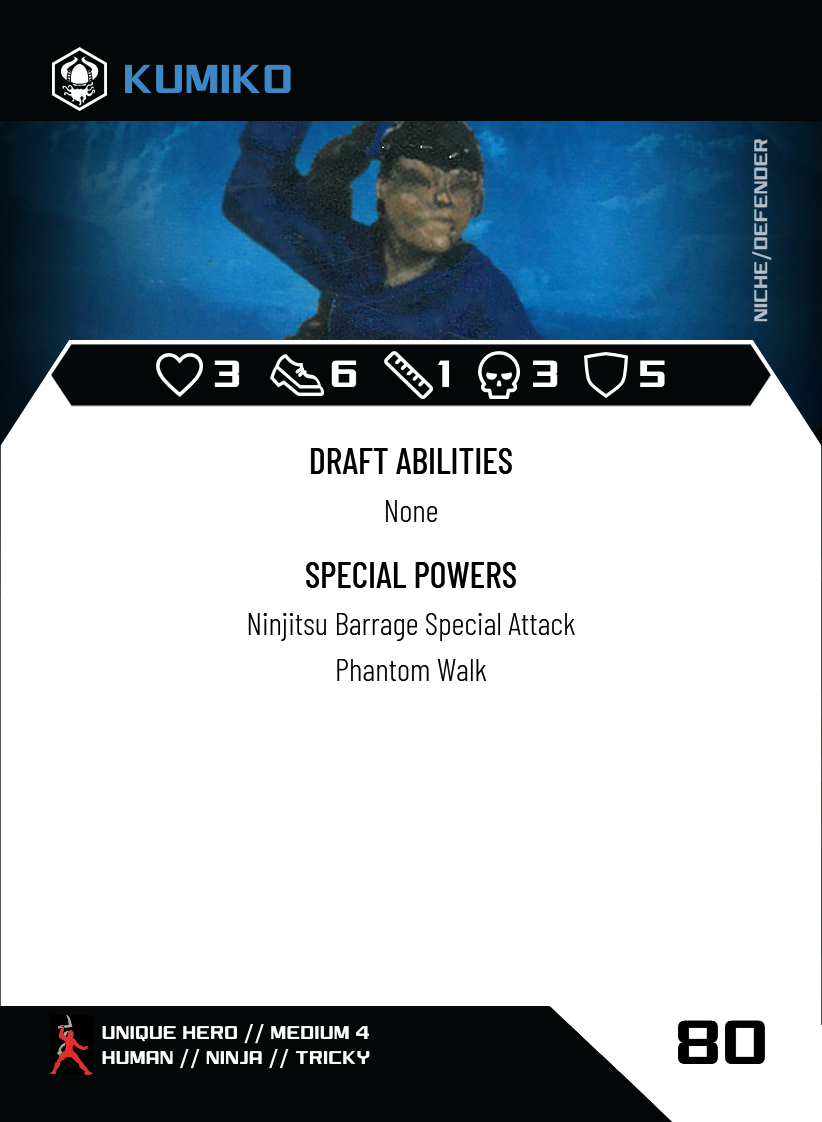 KUMIKO
NICHE/DEFENDER
3 6 1 3 5
DRAFT ABILITIES
None
SPECIAL POWERS
Ninjitsu Barrage Special Attack
Phantom Walk
UNIQUE HERO // MEDIUM 4
HUMAN // NINJA // TRICKY
80